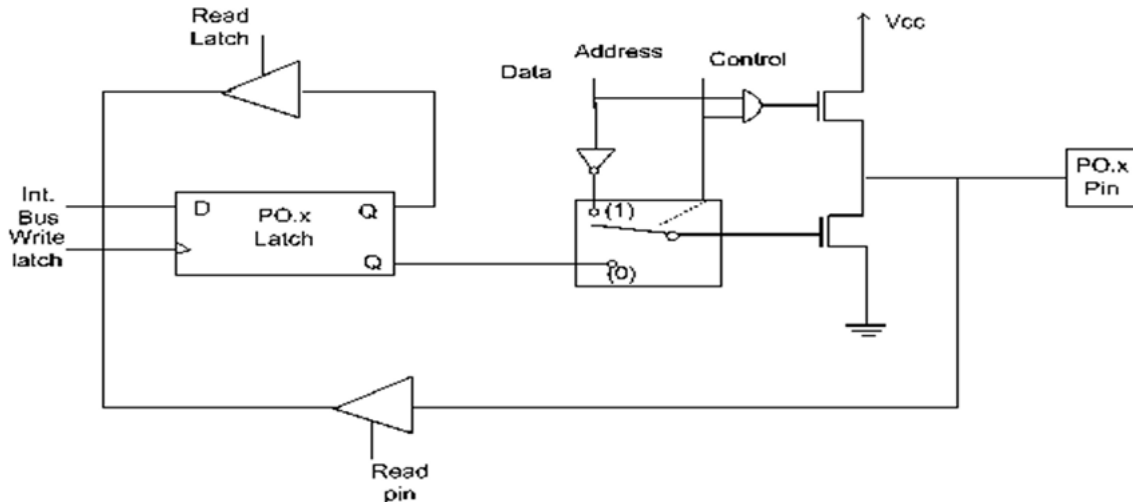 Read
Latch
Vcc
Address
Data
Control
PO.x
Pin
Int.
Bus
D
PO.x
Latch
Q
Write
latch
Q
(1)
(0)
Read
pin